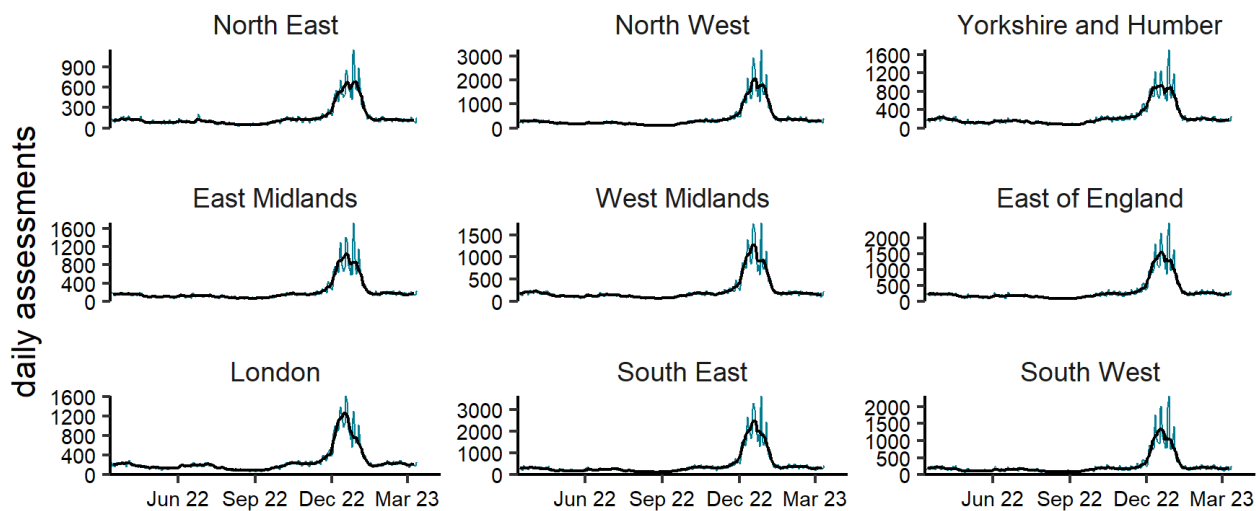 North East North West Yorkshire and Humber
900 3000 1600
600 2000 1200
300 1000 800
0 0 400
0
East Midlands West Midlands East of England
1600 1500 2000
1200 1000 1500
800 500 1000
400 0 500
0 0
London South East South West
1600 3000 2000
1200 2000 1500
800 1000 1000
400 0 500
0 0
Jun 22 Sep 22 Dec 22 Mar 23 Jun 22 Sep 22 Dec 22 Mar 23 Jun 22 Sep 22 Dec 22 Mar 23
daily assessments